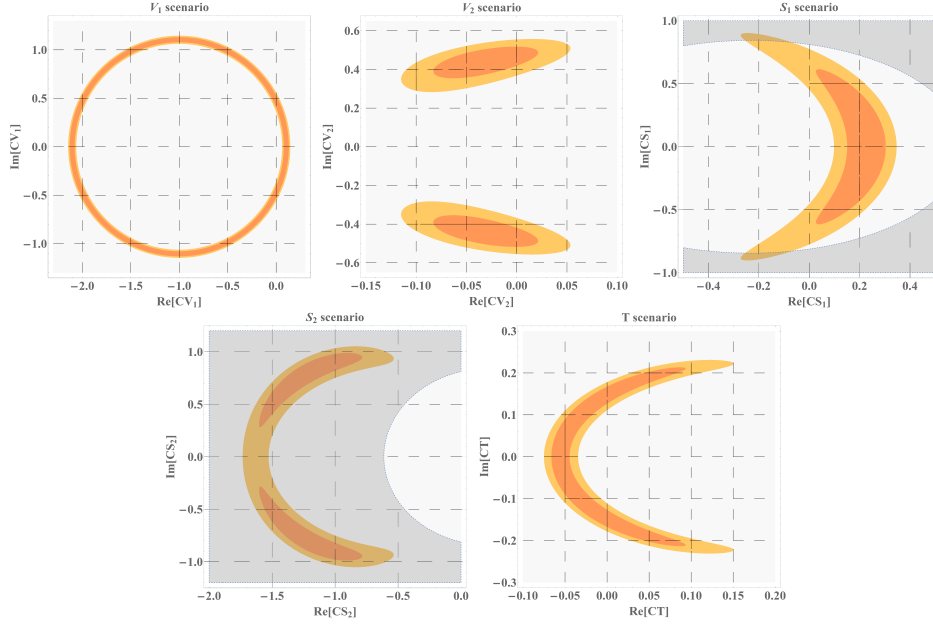 V₁ scenario
1.0
0.5
0.0
−0.5
−1.0
Im[CV₁]
−2.0 −1.5 −1.0 −0.5 0.0
Re[CV₁]
V₂ scenario
0.6
0.4
0.2
0.0
−0.2
−0.4
−0.6
Im[CV₂]
−0.15 −0.10 −0.05 0.00 0.05 0.10
Re[CV₂]
S₁ scenario
1.0
0.5
0.0
−0.5
−1.0
Im[CS₁]
−0.4 −0.2 0.0 0.2 0.4
Re[CS₁]
S₂ scenario
1.0
0.5
0.0
−0.5
−1.0
Im[CS₂]
−2.0 −1.5 −1.0 −0.5 0.0
Re[CS₂]
T scenario
0.3
0.2
0.1
0.0
−0.1
−0.2
−0.3
Im[CT]
−0.10 −0.05 0.00 0.05 0.10 0.15 0.20
Re[CT]